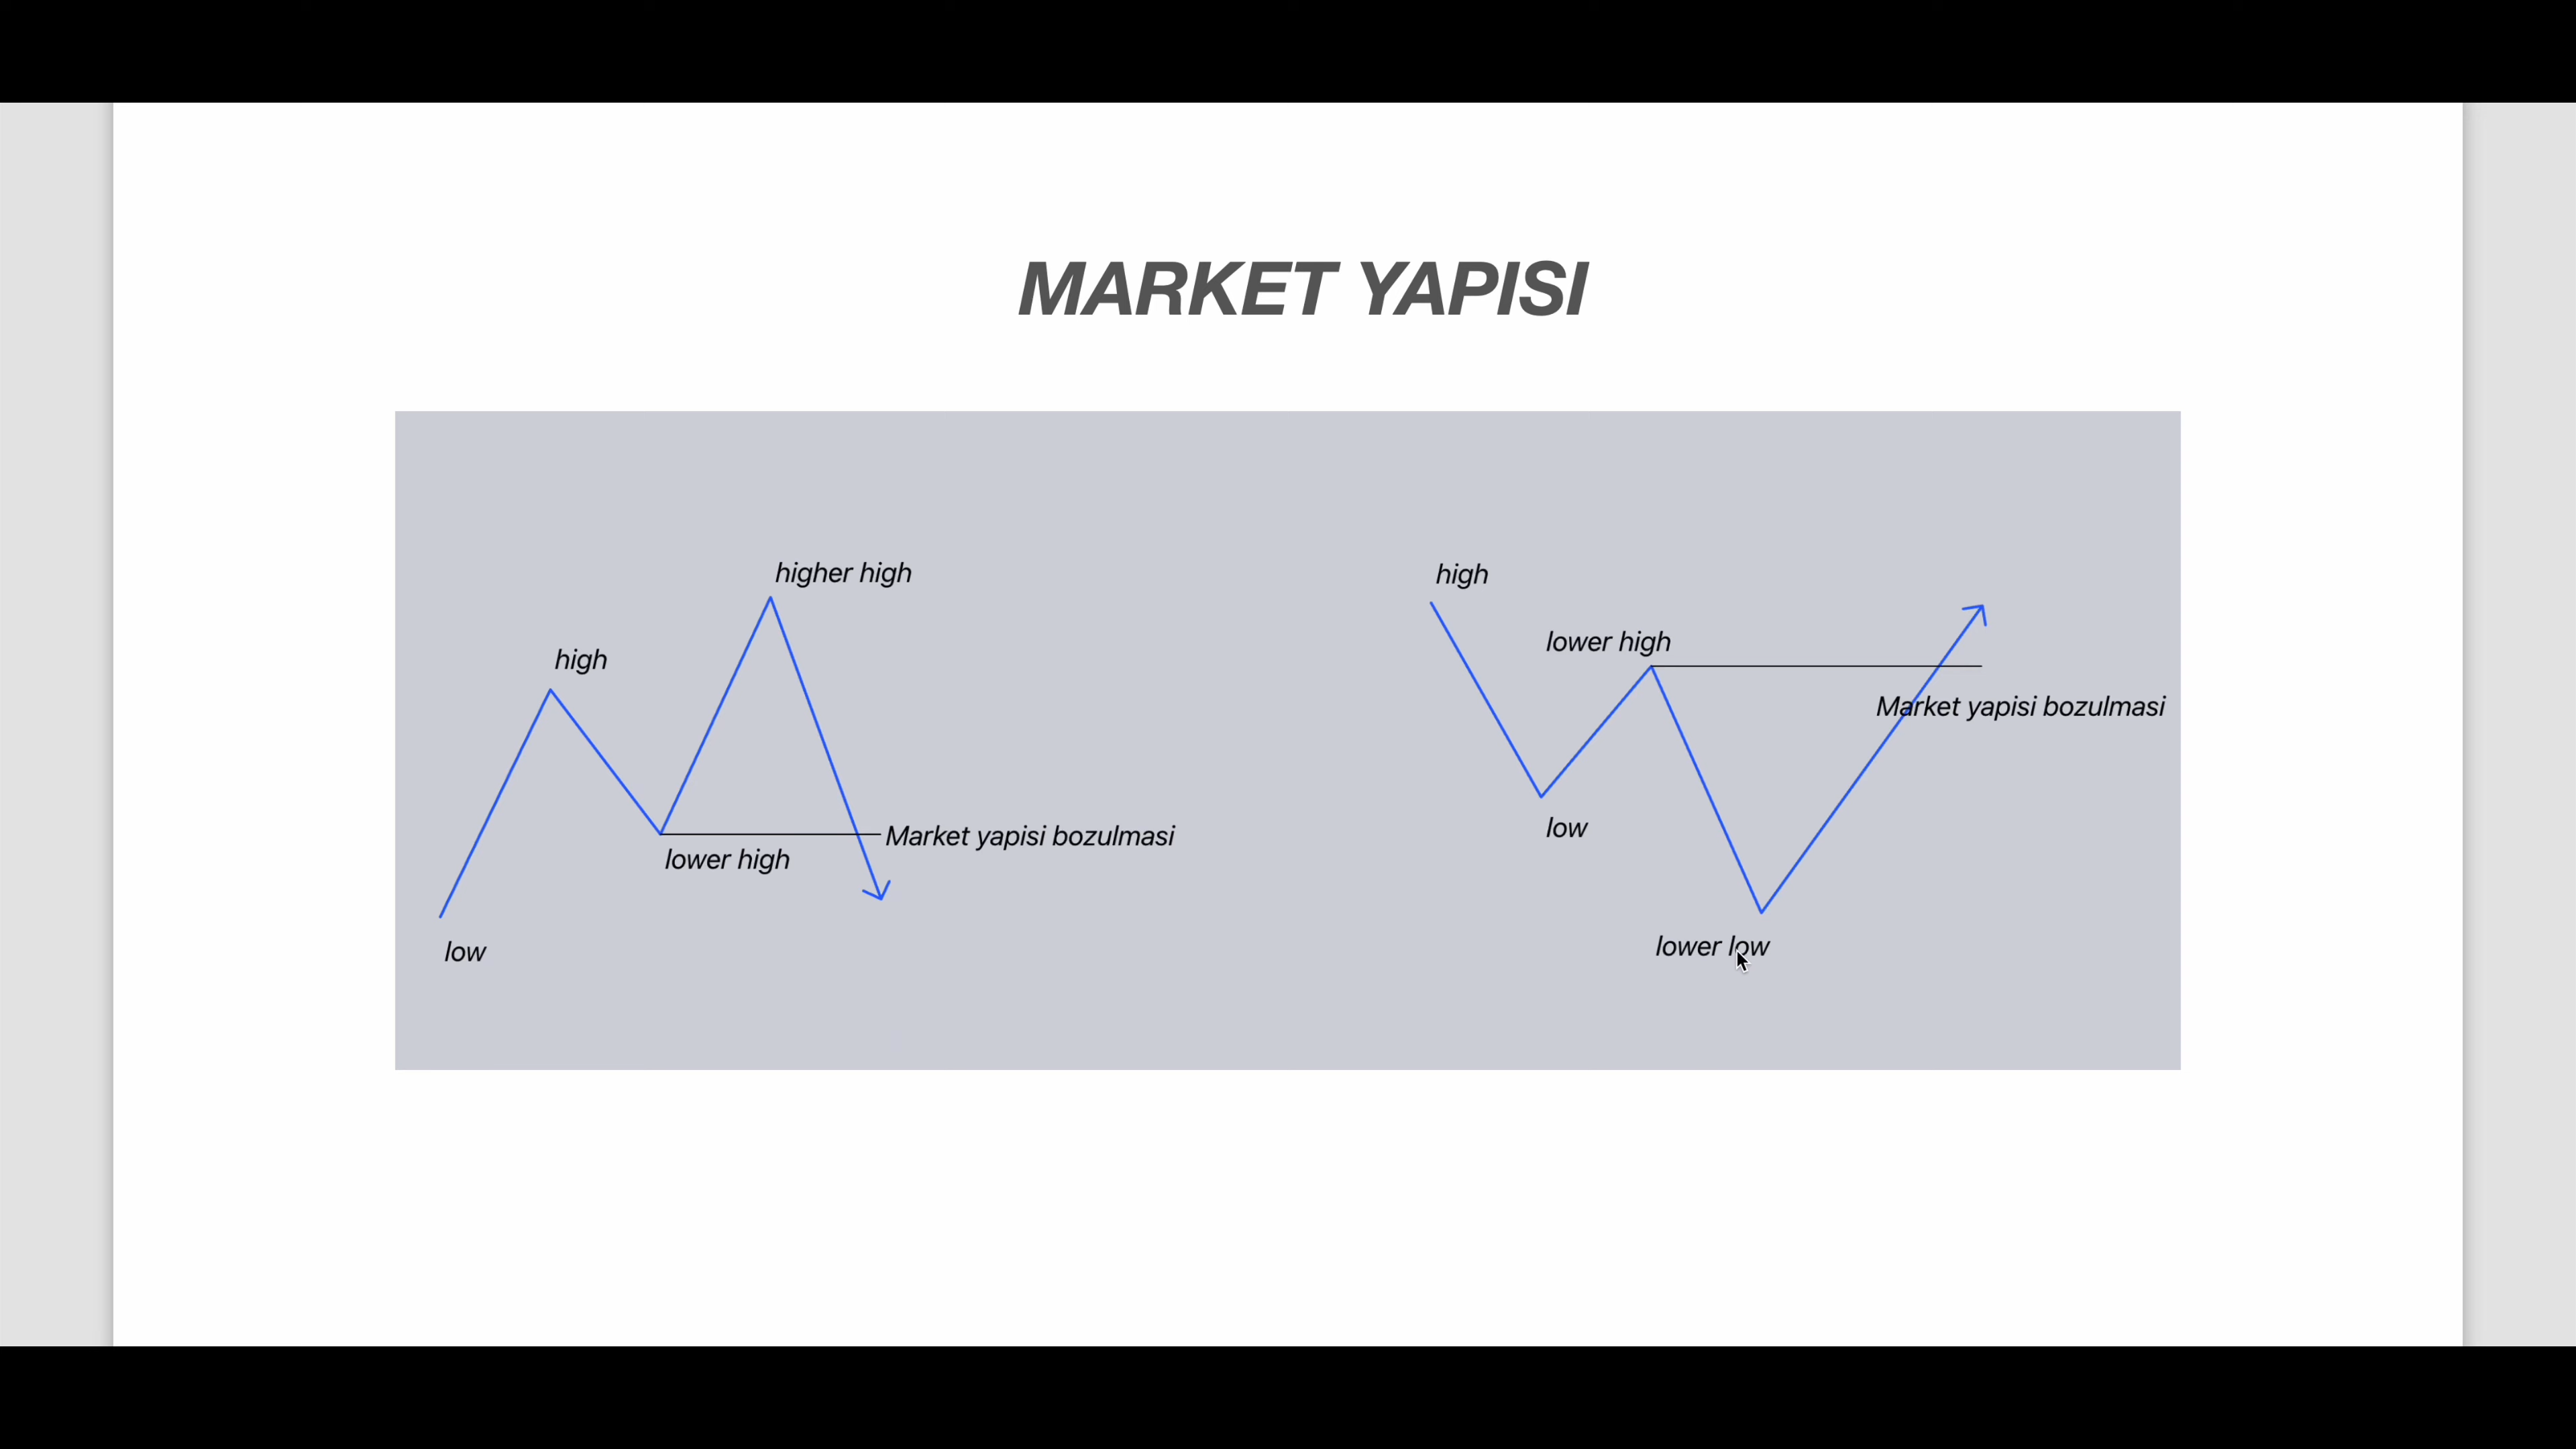 MARKET YAPISI
higher high
high
lower high
Market yapisi bozulmasi
low
high
lower high
Market yapisi bozulmasi
low
lower low